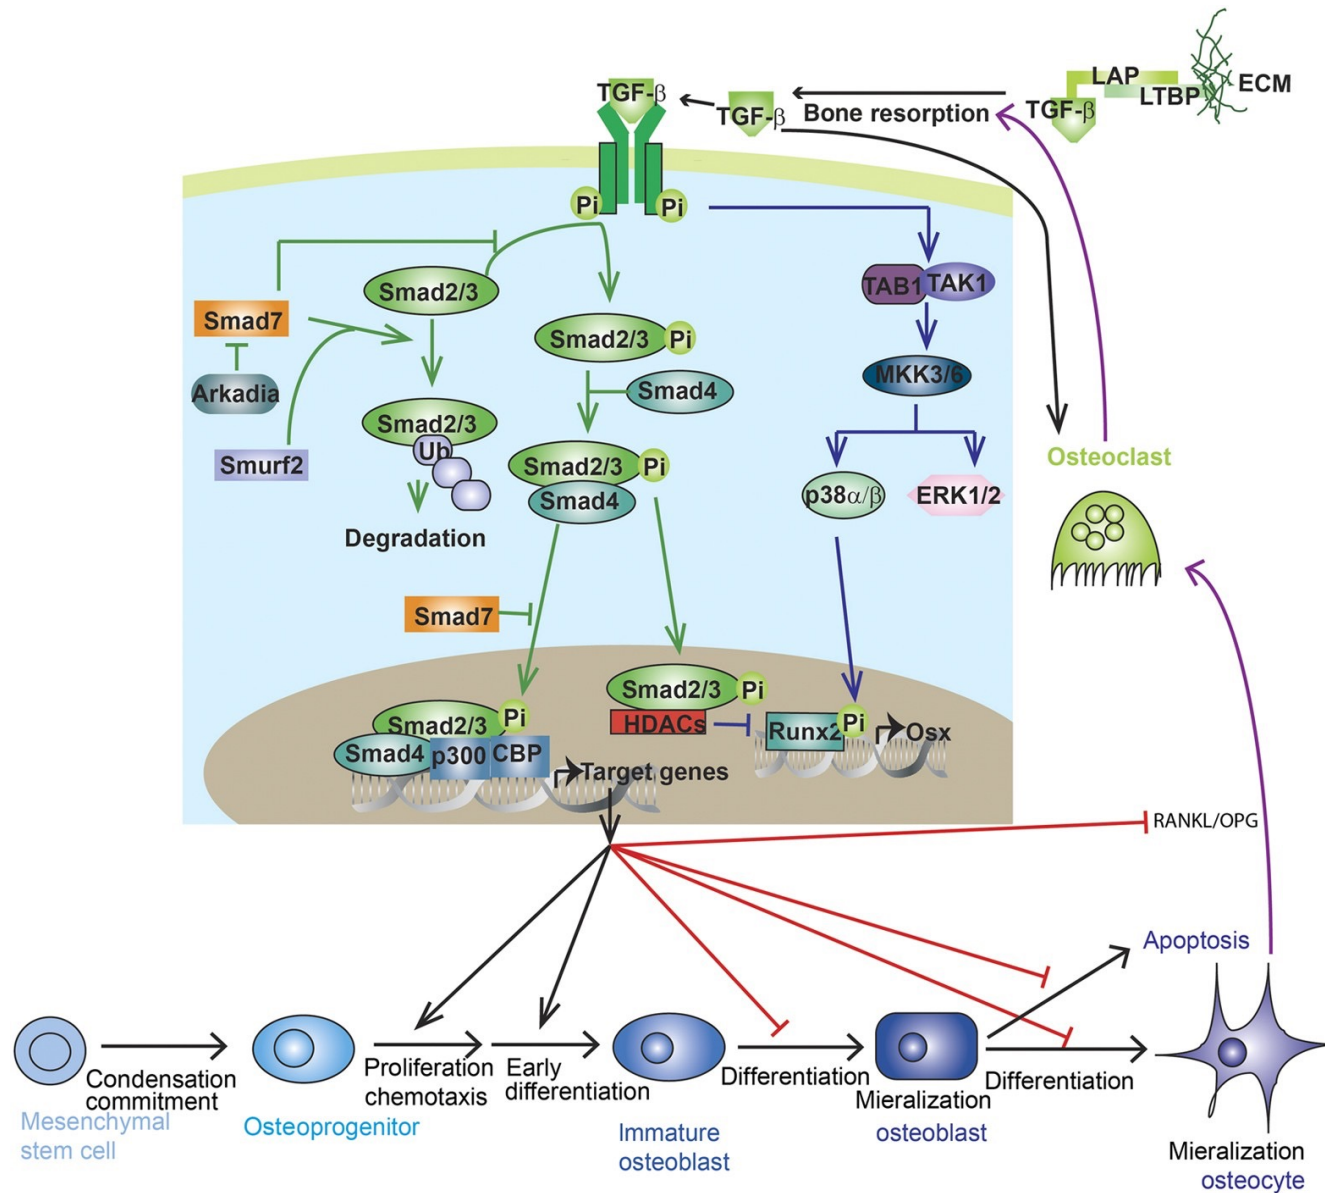 LAP
LTBP
ECM
TGF-β
TGF-β
TGF-β
Bone resorption
Pi
Pi
TAB1
TAK1
Smad2/3
Smad7
Smad2/3
Pi
MKK3/6
Arkadia
Smad4
Smad2/3
Ub
Smurf2
Smad2/3
Pi
Smad4
Osteoclast
p38α/β
ERK1/2
Degradation
Smad7
Smad2/3
Pi
HDACs
Smad2/3
Pi
Runx2
Pi
Osx
Smad4
p300
CBP
Target genes
RANKL/OPG
Apoptosis
Condensation
commitment
Mesenchymal
stem cell
Osteoprogenitor
Proliferation
chemotaxis
Early
differentiation
Immature
osteoblast
Differentiation
Mieralization
osteoblast
Differentiation
Mieralization
osteocyte